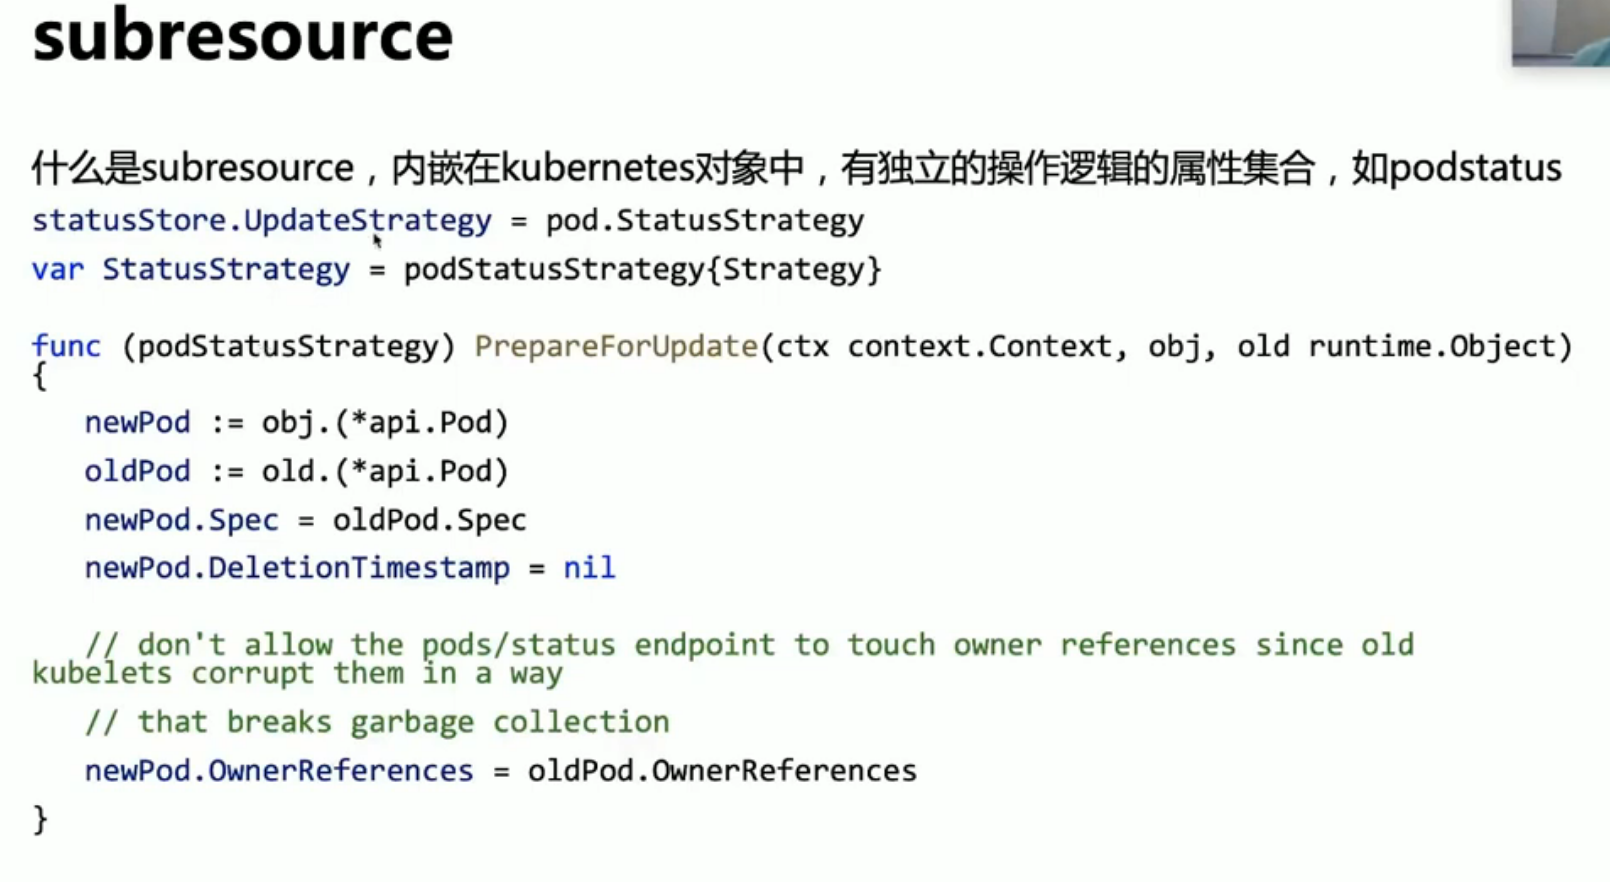 subresource
什么是subresource，内嵌在kubernetes对象中，有独立的操作逻辑的属性集合，如podstatus
statusStore.UpdateStrategy = pod.StatusStrategy
var StatusStrategy = podStatusStrategy{Strategy}
func (podStatusStrategy) PrepareForUpdate(ctx context.Context, obj, old runtime.Object)
{
newPod := obj.(*api.Pod)
oldPod := old.(*api.Pod)
newPod.Spec = oldPod.Spec
newPod.DeletionTimestamp = nil
// don't allow the pods/status endpoint to touch owner references since old
kubelets corrupt them in a way
// that breaks garbage collection
newPod.OwnerReferences = oldPod.OwnerReferences
}